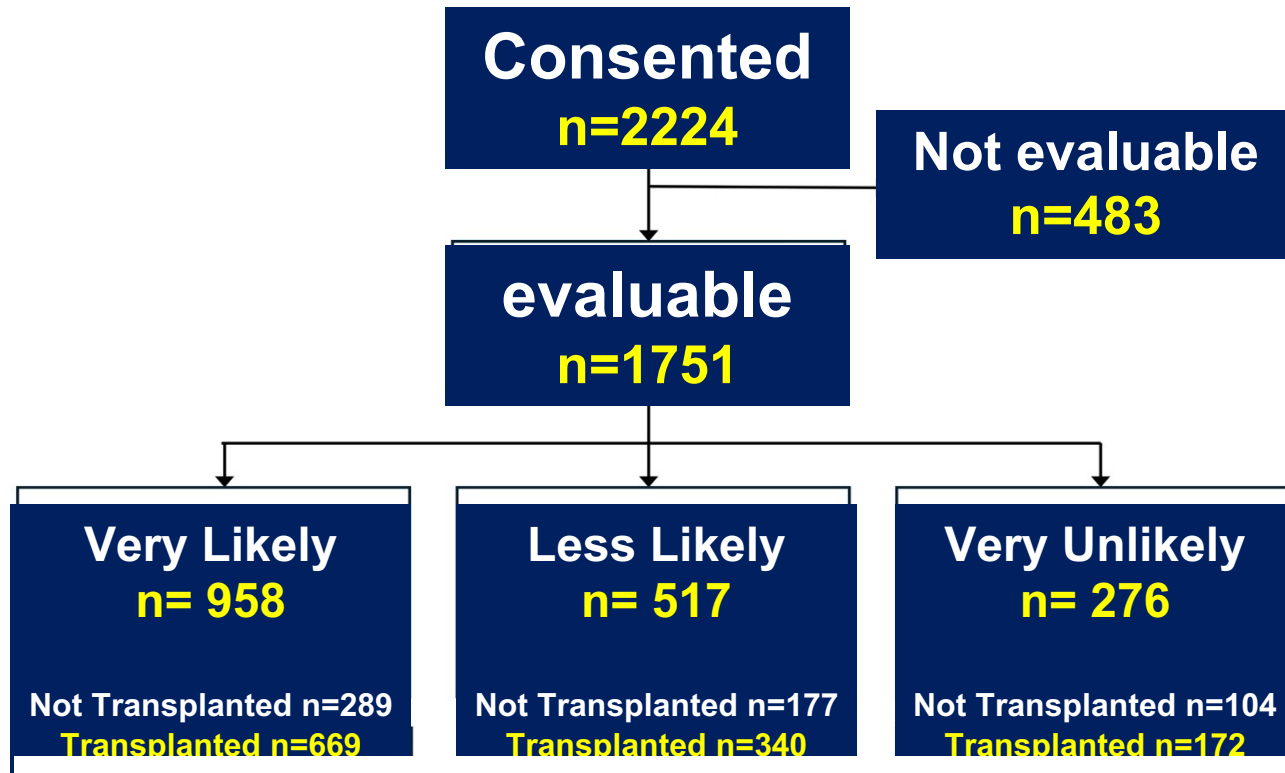 Consented
n=2224
Not evaluable
n=483
evaluable
n=1751
Very Likely
n= 958
Not Transplanted n=289
Transplanted n=669
Less Likely
n= 517
Not Transplanted n=177
Transplanted n=340
Very Unlikely
n= 276
Not Transplanted n=104
Transplanted n=172